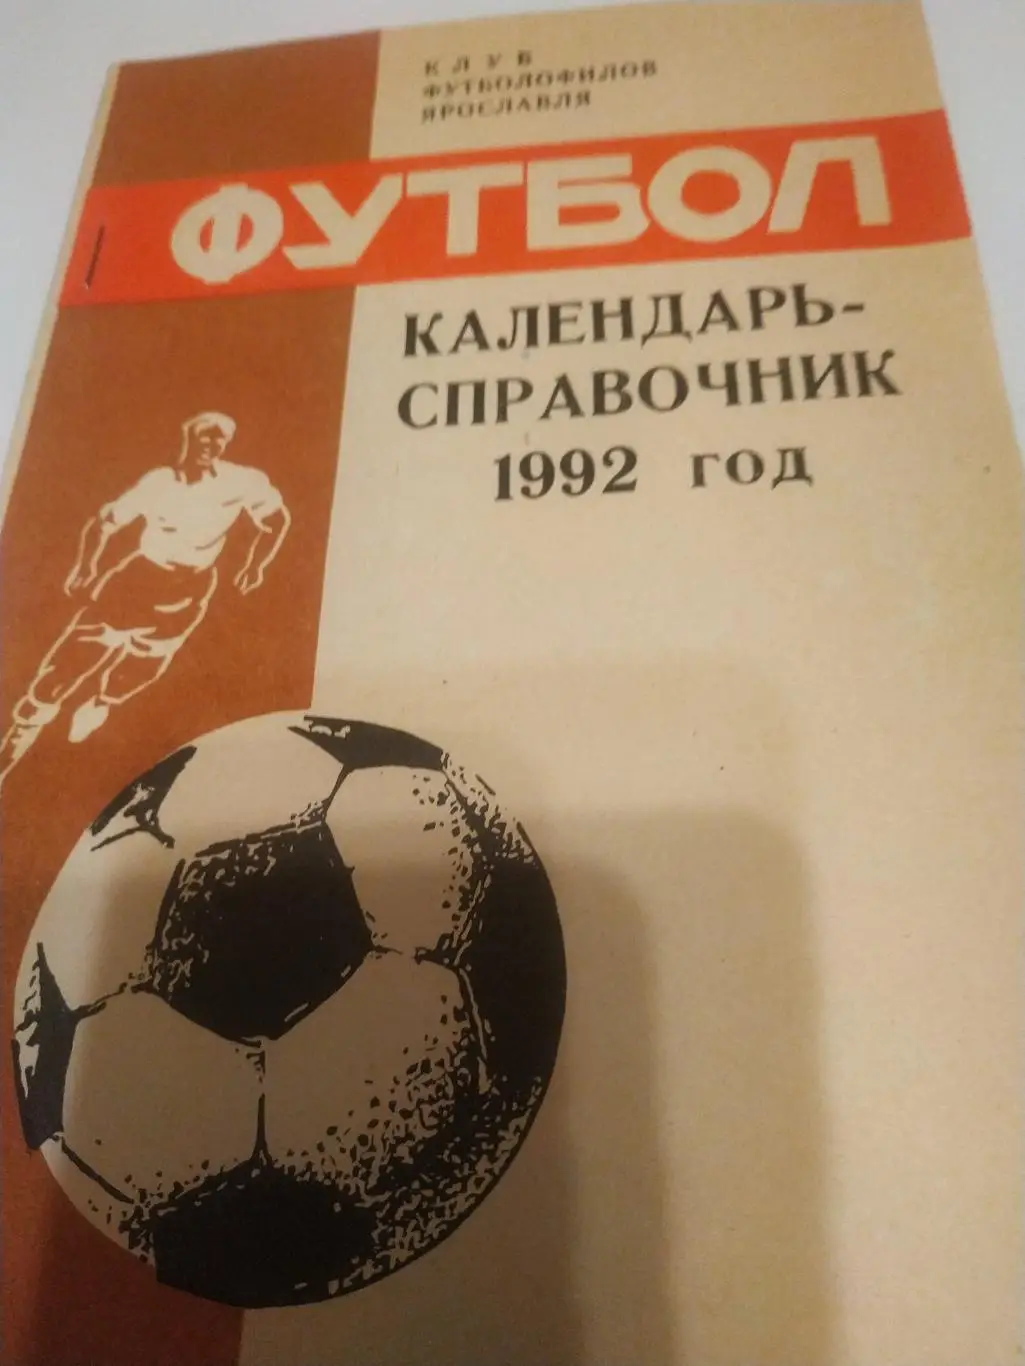 КЛУБ
ФУТБОЛОФИЛОВ
ЯРОСЛАВЛЯ
ФУТБОЛ
КАЛЕНДАРЬ-
СПРАВОЧНИК
1992 ГОД